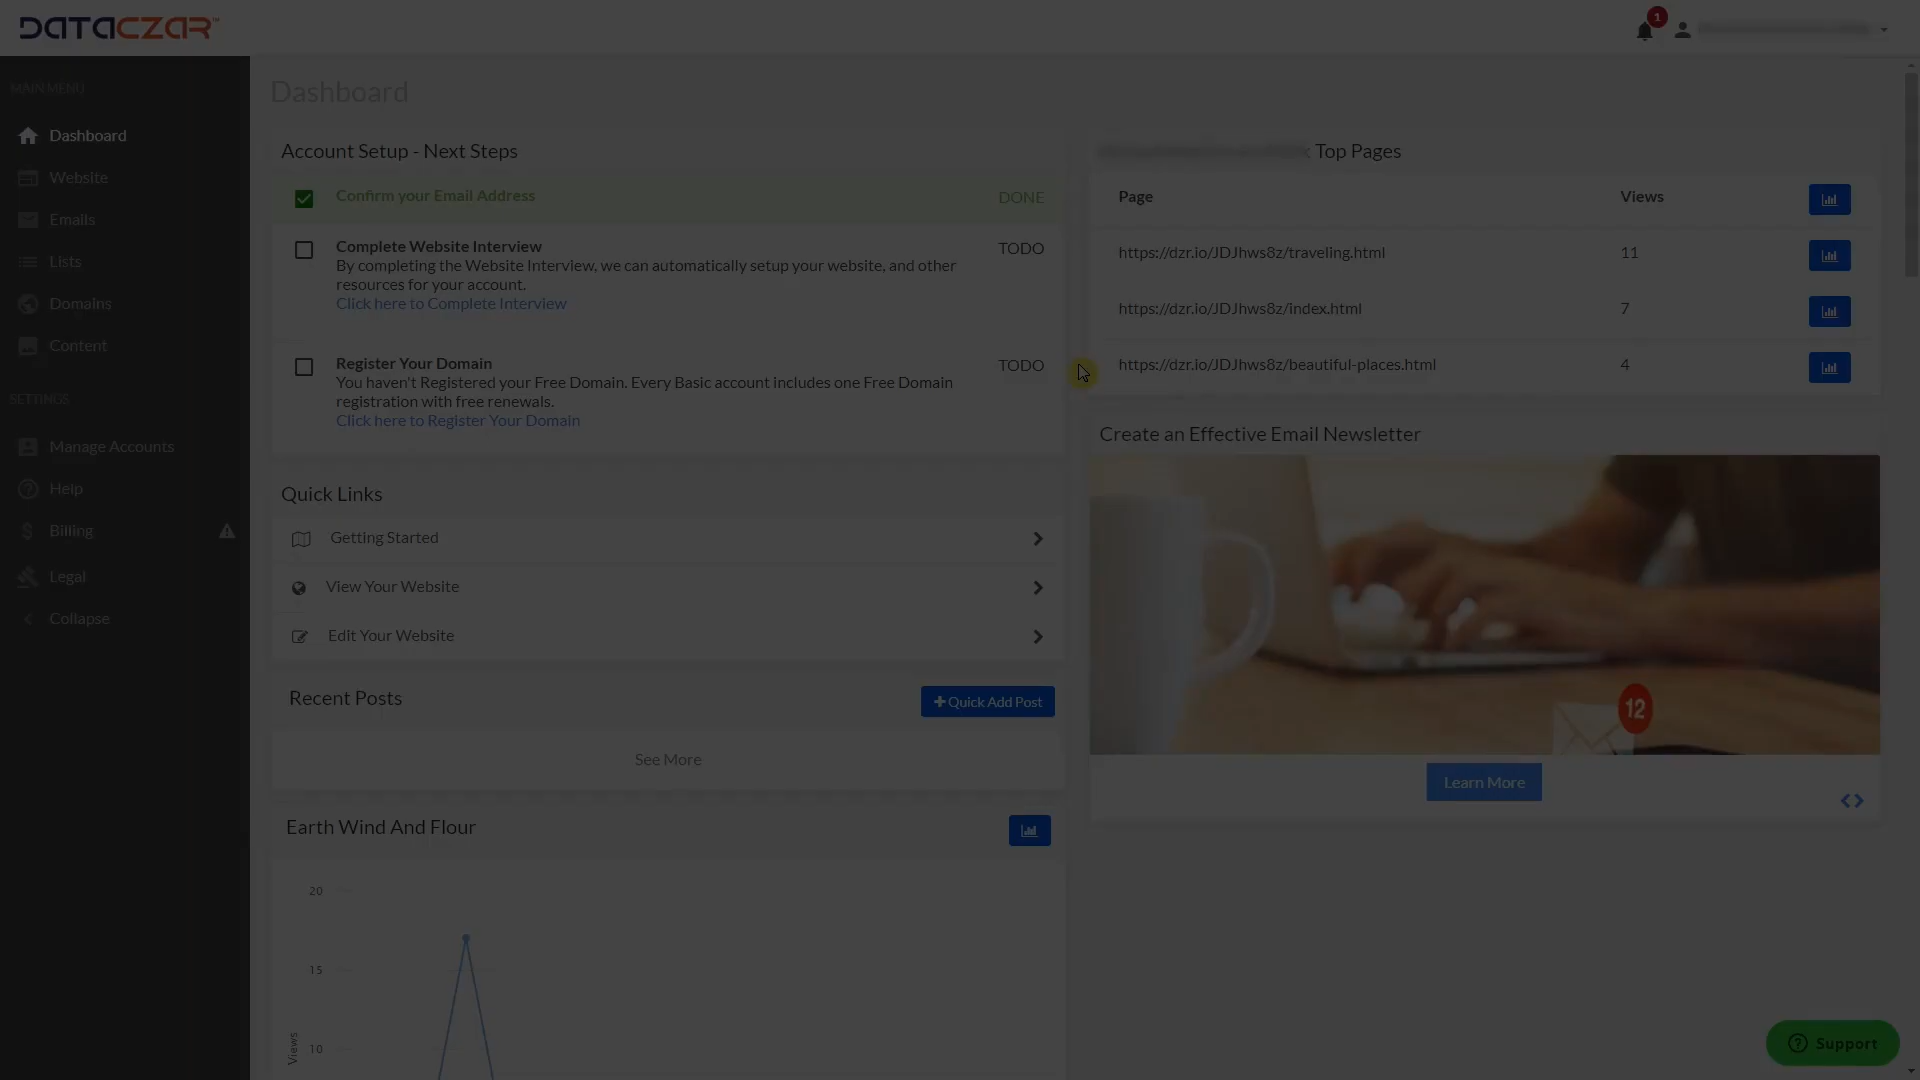 DATACZAR™
1
MAIN MENU
Dashboard
Website
Emails
Lists
Domains
Content
SETTINGS
Manage Accounts
Help
Billing
Legal
Collapse
Dashboard
Account Setup - Next Steps
Confirm your Email Address
DONE
Complete Website Interview
TODO
By completing the Website Interview, we can automatically setup your website, and other
resources for your account.
Click here to Complete Interview
Register Your Domain
TODO
You haven't Registered your Free Domain. Every Basic account includes one Free Domain
registration with free renewals.
Click here to Register Your Domain
Quick Links
Getting Started
View Your Website
Edit Your Website
Recent Posts
Quick Add Post
See More
Earth Wind And Flour
20
15
10
Views
Top Pages
Page Views
https://dzr.io/JDJhws8z/traveling.html 11
https://dzr.io/JDJhws8z/index.html 7
https://dzr.io/JDJhws8z/beautiful-places.html 4
Create an Effective Email Newsletter
12
Learn More
Support